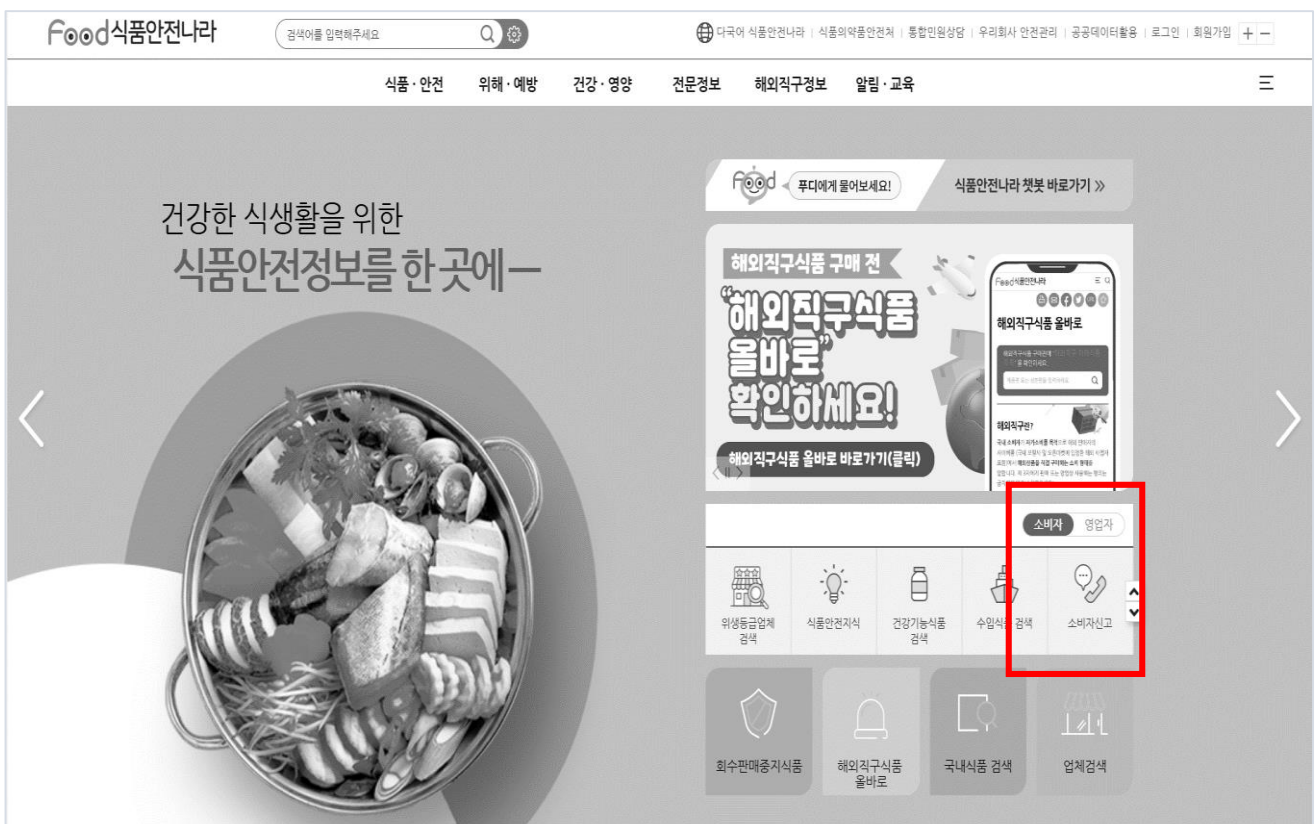 Food식품안전나라
검색어를 입력해주세요
다국어 식품안전나라 | 식품의약품안전처 | 통합민원상담 | 우리회사 안전관리 | 공공데이터활용 | 로그인 | 회원가입 + −
식품 · 안전 위해 · 예방 건강 · 영양 전문정보 해외직구정보 알림 · 교육
건강한 식생활을 위한
식품안전정보를 한 곳에
Food 푸디에게 물어보세요! 식품안전나라 챗봇 바로가기 »
해외직구식품 구매 전
"해외직구식품
올바로"
확인하세요!
해외직구식품 올바로 바로가기(클릭)
Food식품안전나라
해외직구식품 올바로
해외직구란?
소비자 영업자
위생등급업체
검색
식품안전지식
건강기능식품
검색
수입식품 검색
소비자신고
회수판매중지식품
해외직구식품
올바로
국내식품 검색
업체검색